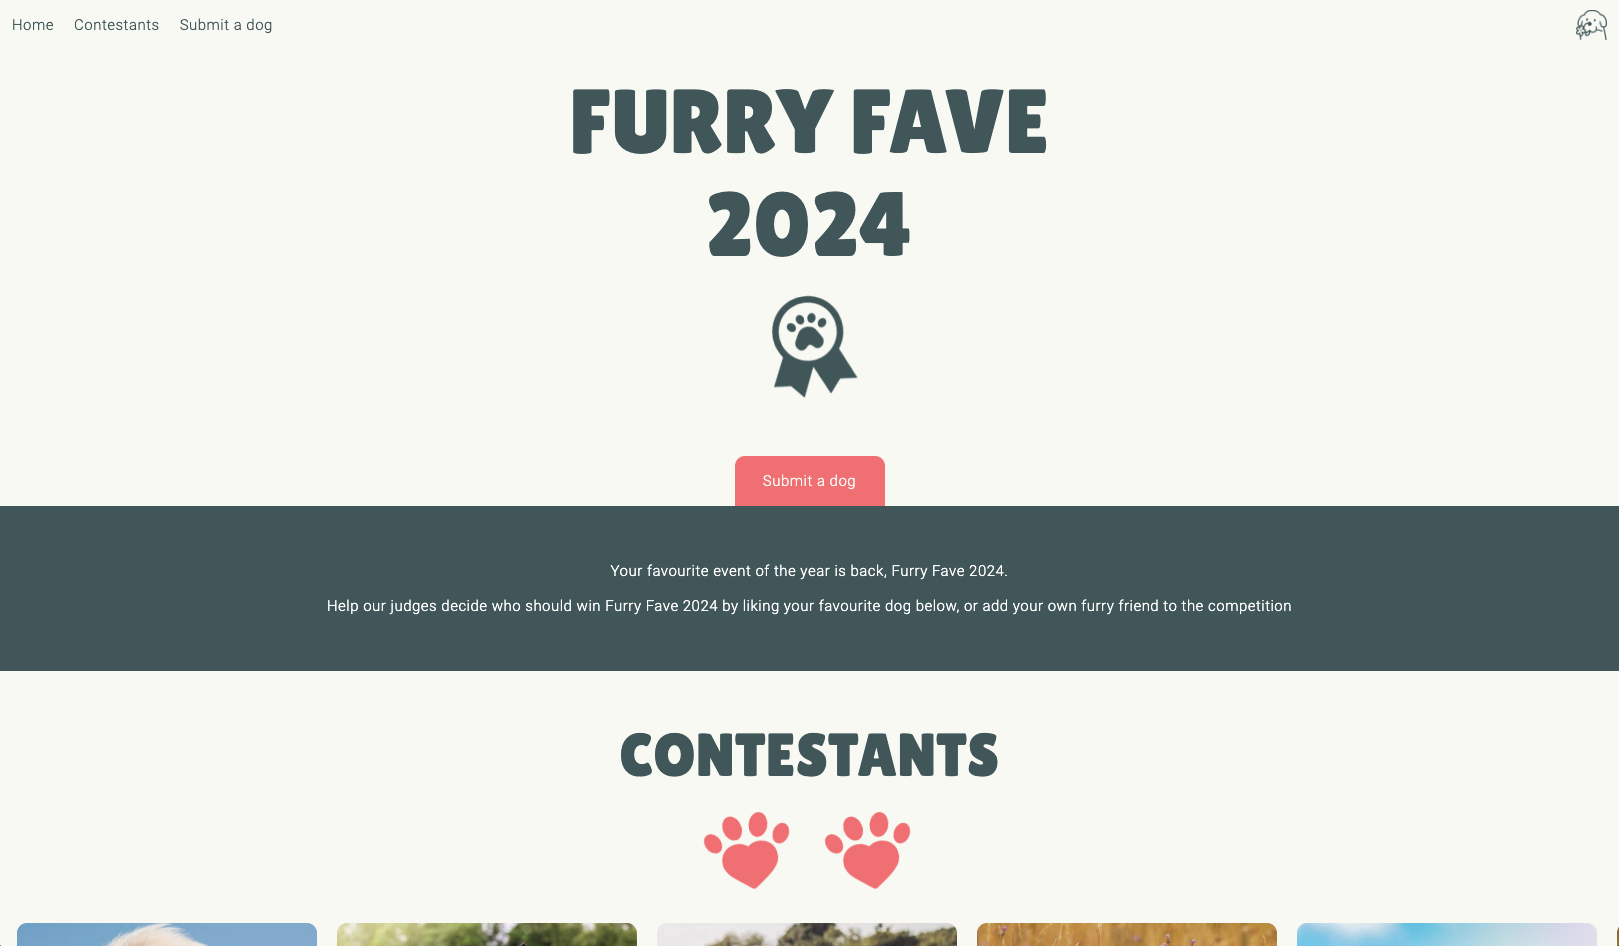 Home Contestants Submit a dog
FURRY FAVE
2024
Submit a dog
Your favourite event of the year is back, Furry Fave 2024.
Help our judges decide who should win Furry Fave 2024 by liking your favourite dog below, or add your own furry friend to the competition
CONTESTANTS